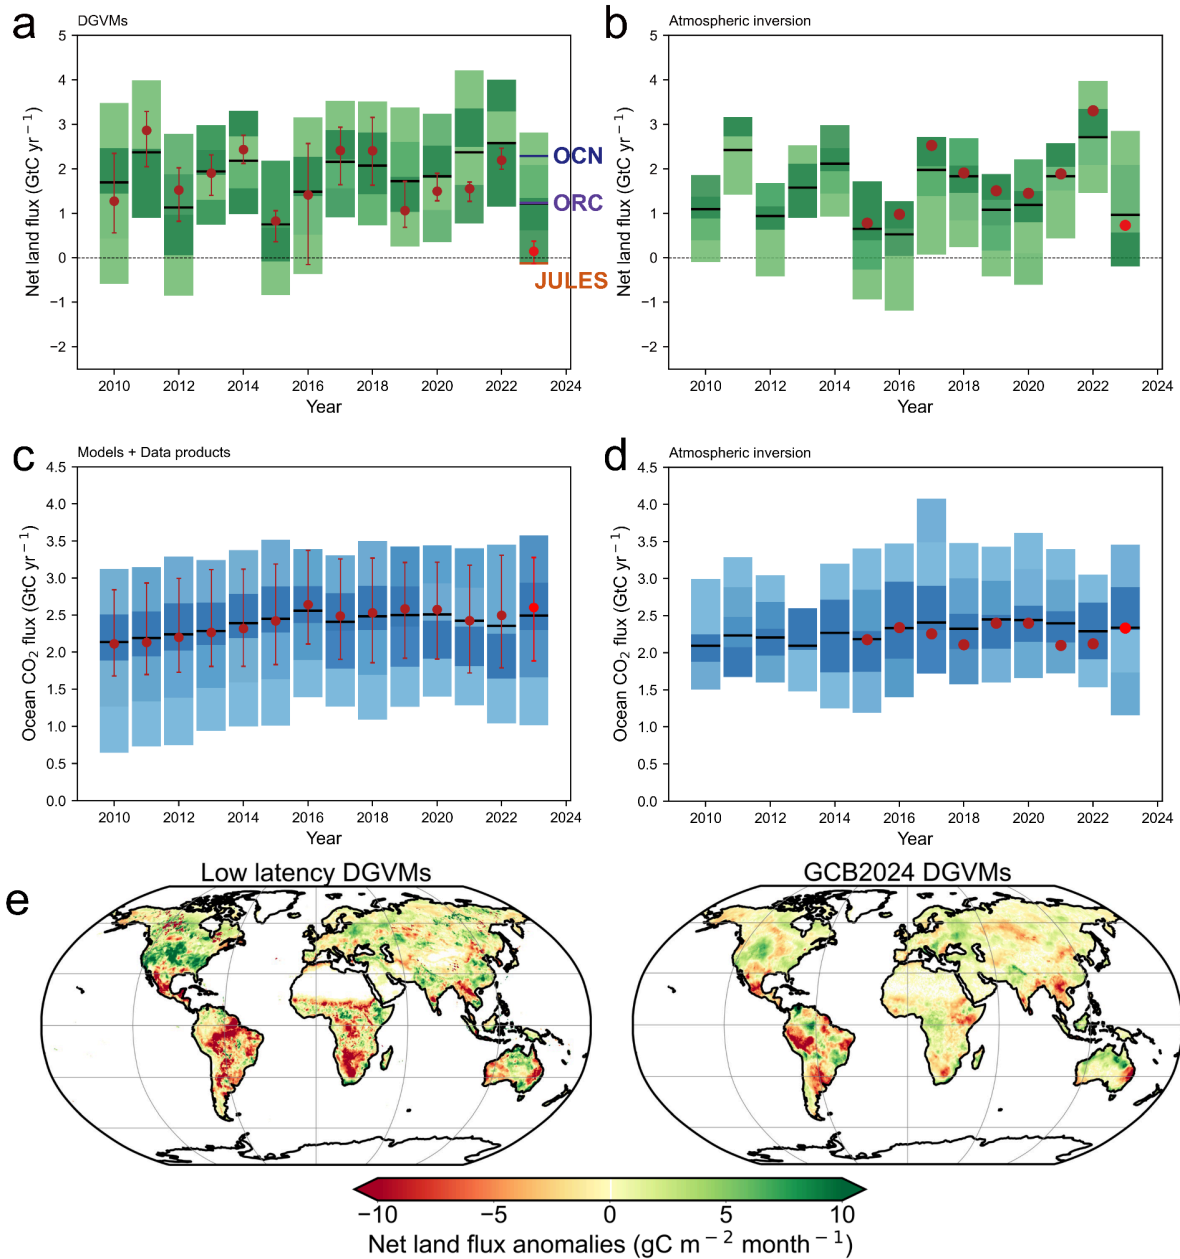 a
DGVMs
5
4
3
2
1
0
−1
−2
Net land flux (GtC yr⁻¹)
OCN
ORC
JULES
2010 2012 2014 2016 2018 2020 2022 2024
Year
b
Atmospheric inversion
5
4
3
2
1
0
−1
−2
Net land flux (GtC yr⁻¹)
2010 2012 2014 2016 2018 2020 2022 2024
Year
c
Models + Data products
4.5
4.0
3.5
3.0
2.5
2.0
1.5
1.0
0.5
0.0
Ocean CO₂ flux (GtC yr⁻¹)
2010 2012 2014 2016 2018 2020 2022 2024
Year
d
Atmospheric inversion
4.5
4.0
3.5
3.0
2.5
2.0
1.5
1.0
0.5
0.0
Ocean CO₂ flux (GtC yr⁻¹)
2010 2012 2014 2016 2018 2020 2022 2024
Year
e
Low latency DGVMs
GCB2024 DGVMs
−10 −5 0 5 10
Net land flux anomalies (gC m⁻² month⁻¹)